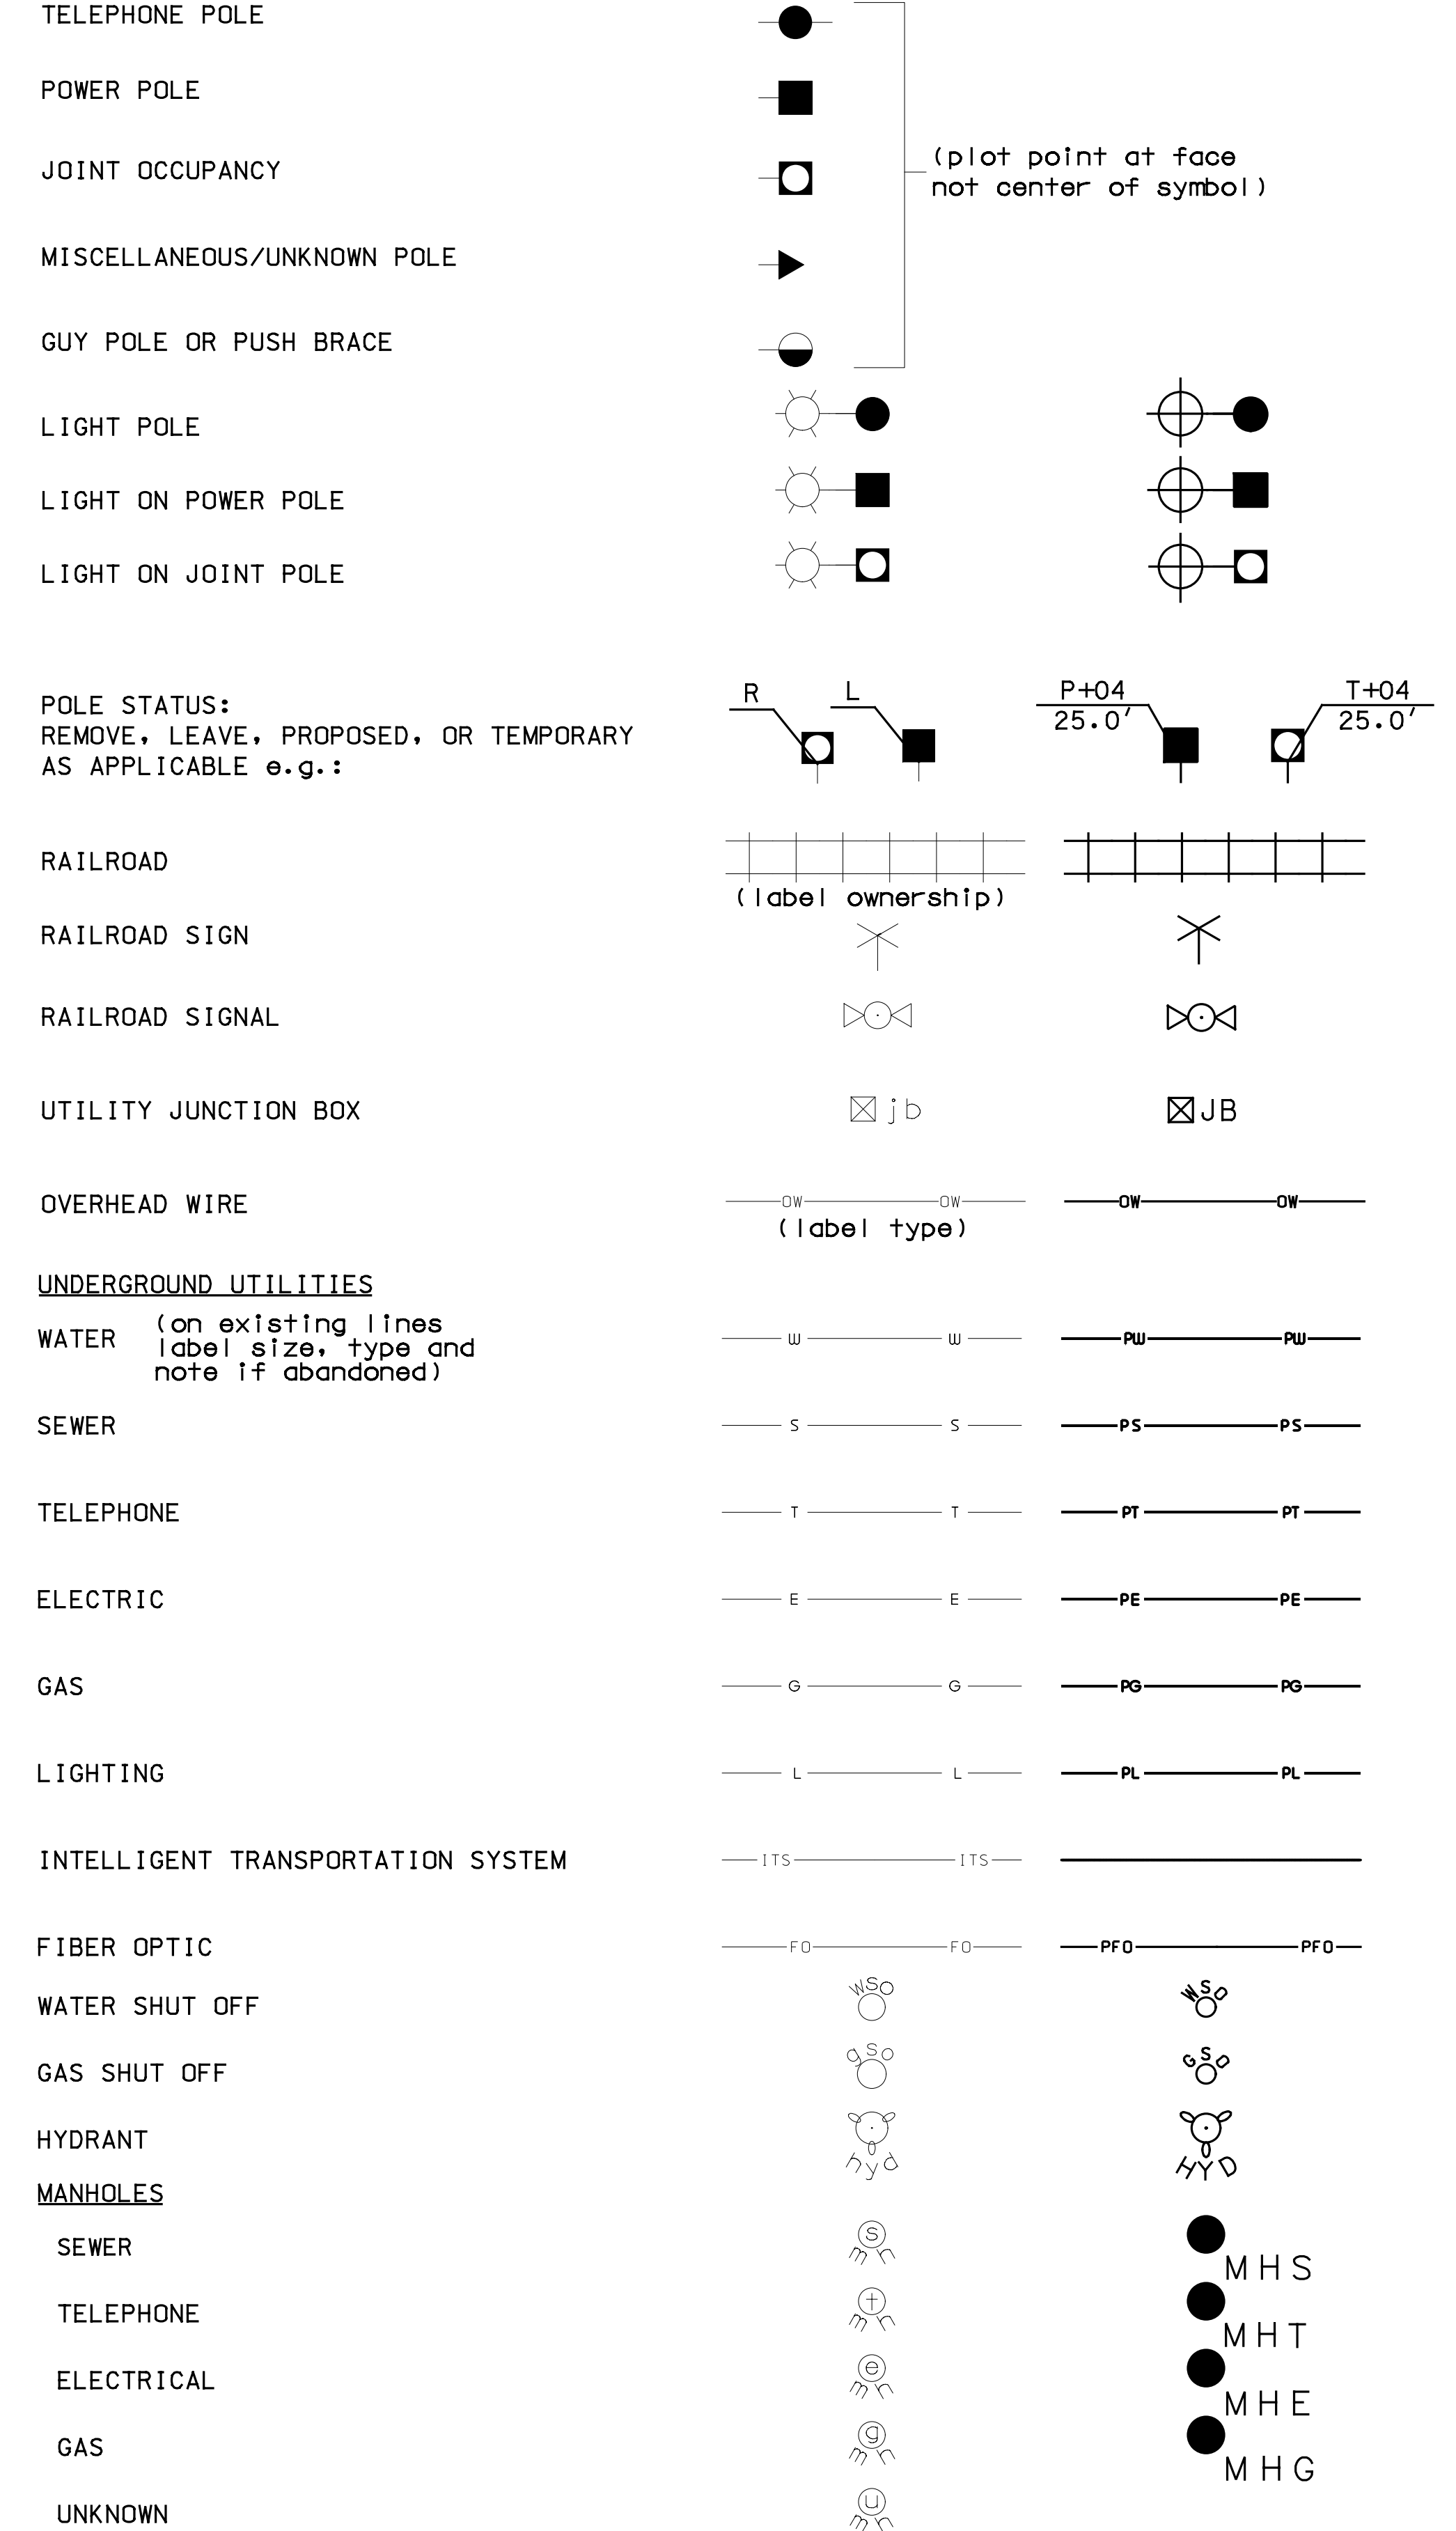 TELEPHONE POLE
POWER POLE
JOINT OCCUPANCY
(plot point at face
not center of symbol)
MISCELLANEOUS/UNKNOWN POLE
GUY POLE OR PUSH BRACE
LIGHT POLE
LIGHT ON POWER POLE
LIGHT ON JOINT POLE
POLE STATUS:
REMOVE, LEAVE, PROPOSED, OR TEMPORARY
AS APPLICABLE e.g.:
R L P+04 T+04
25.0' 25.0'
RAILROAD
(label ownership)
RAILROAD SIGN
RAILROAD SIGNAL
UTILITY JUNCTION BOX jb JB
OVERHEAD WIRE OW OW OW OW
(label type)
UNDERGROUND UTILITIES
WATER (on existing lines
label size, type and
note if abandoned)
W W PW PW
SEWER S S PS PS
TELEPHONE T T PT PT
ELECTRIC E E PE PE
GAS G G PG PG
LIGHTING L L PL PL
INTELLIGENT TRANSPORTATION SYSTEM ITS ITS
FIBER OPTIC FO FO PFO PFO
WATER SHUT OFF wso WSO
GAS SHUT OFF gso GSO
HYDRANT hyd HYD
MANHOLES
SEWER s mh MHS
TELEPHONE t mh MHT
ELECTRICAL e mh MHE
GAS g mh MHG
UNKNOWN u mh